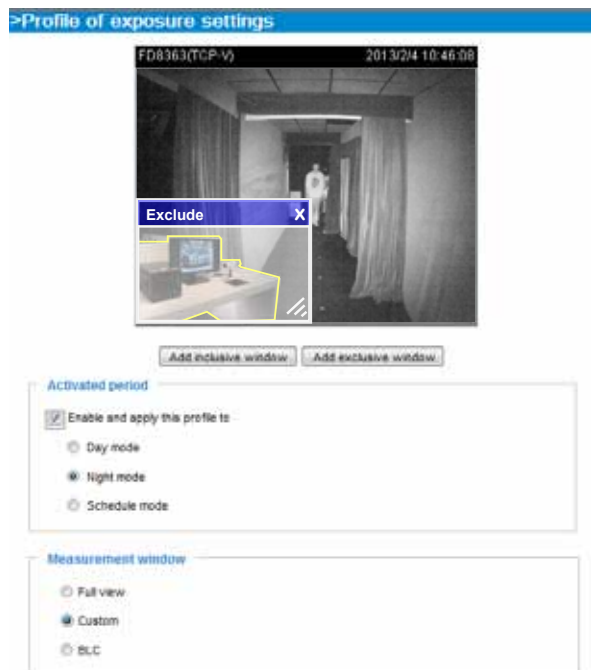 >Profile of exposure settings
FD8363(TCP-V) 2013/2/4 10:46:08
Exclude X
Add inclusive window Add exclusive window
Activated period
Enable and apply this profile to
Day mode
Night mode
Schedule mode
Measurement window
Full view
Custom
BLC